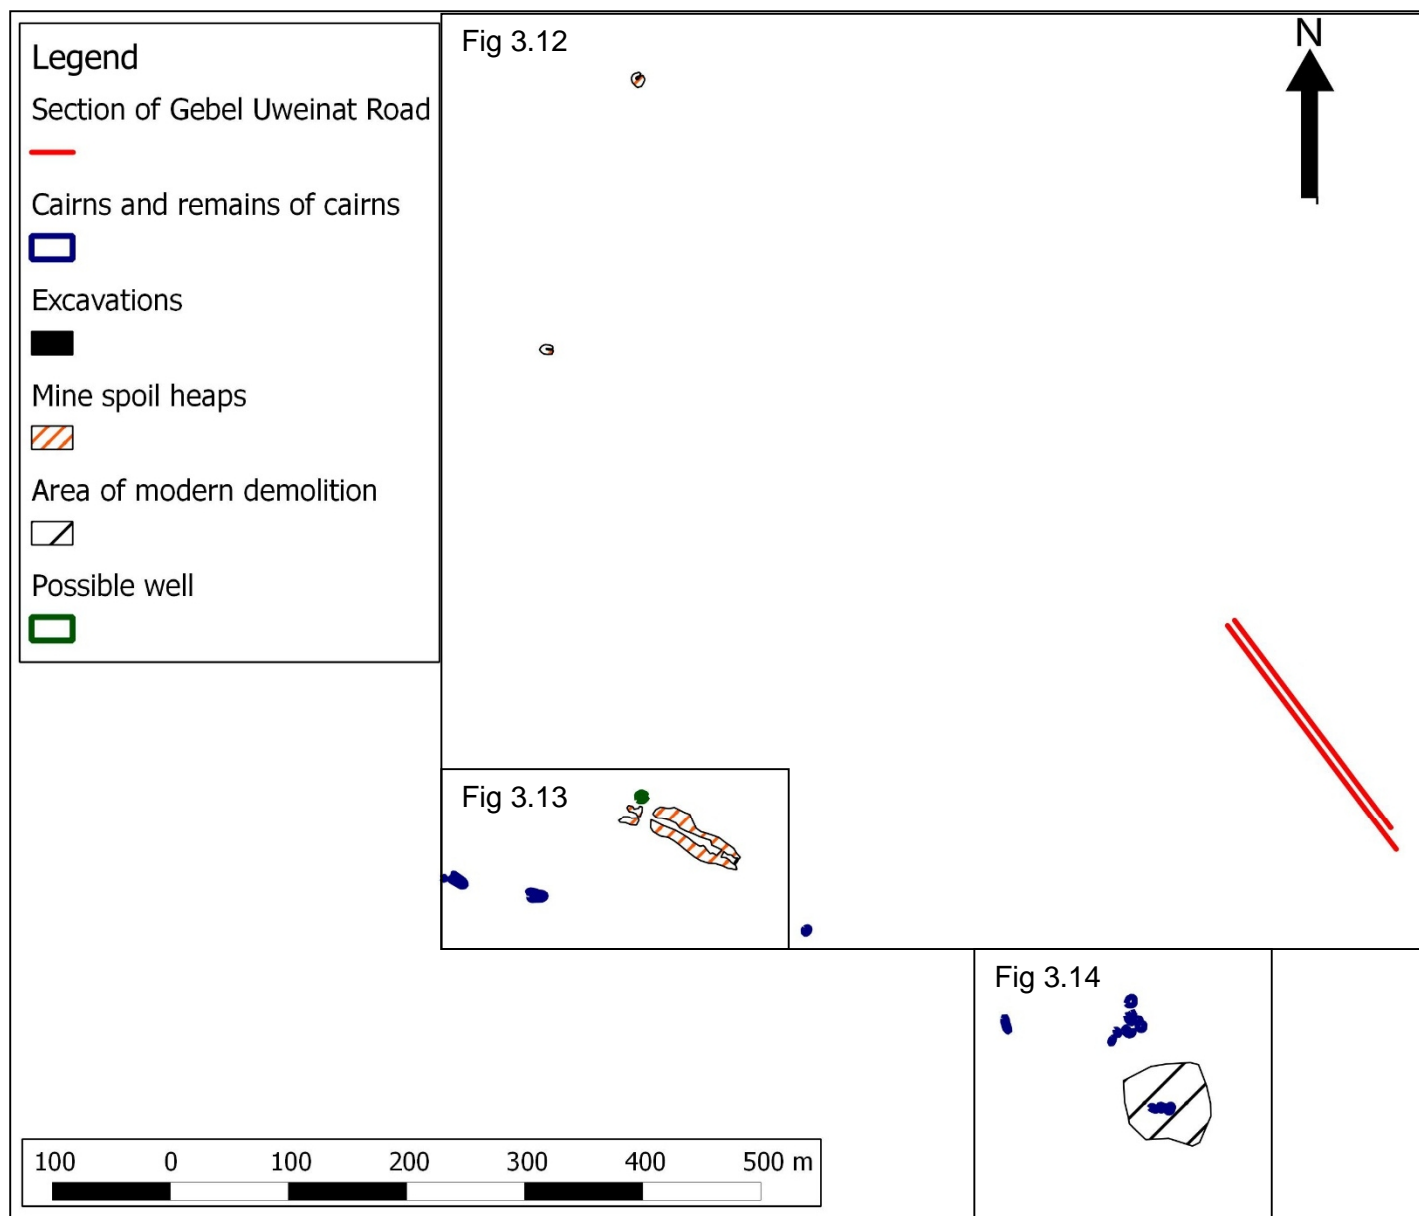 Legend
Section of Gebel Uweinat Road
Cairns and remains of cairns
Excavations
Mine spoil heaps
Area of modern demolition
Possible well
Fig 3.12
N
Fig 3.13
Fig 3.14
100 0 100 200 300 400 500 m